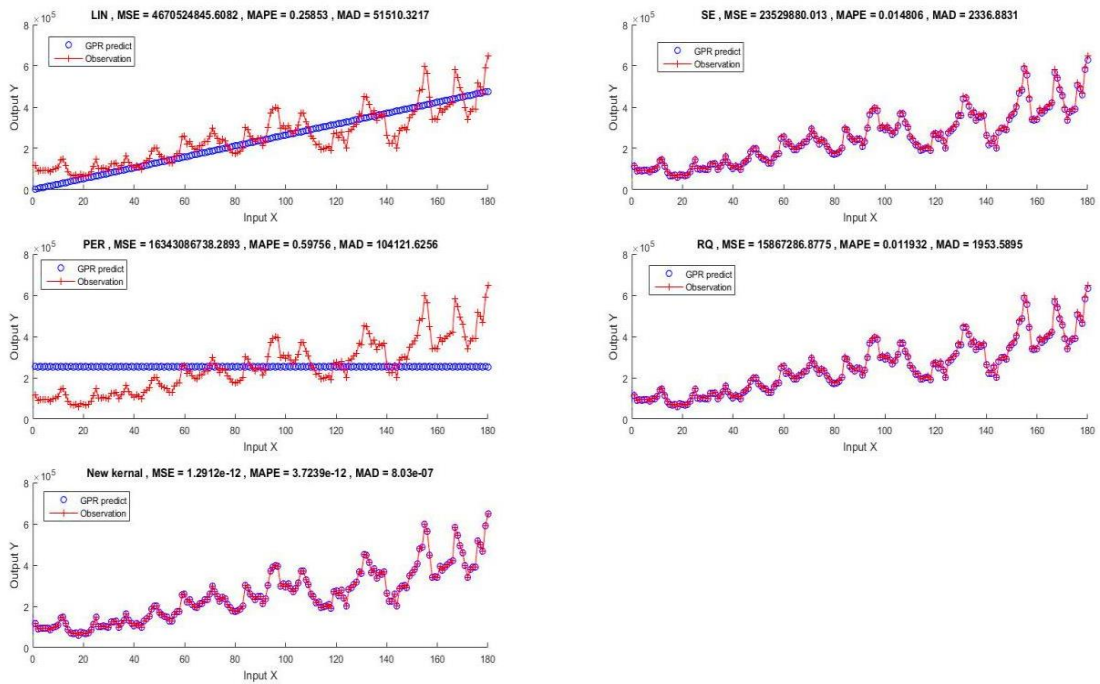 LIN , MSE = 4670524845.6082 , MAPE = 0.25853 , MAD = 51510.3217
×10^5
8
6
4
2
0
Output Y
GPR predict
Observation
0 20 40 60 80 100 120 140 160 180
Input X
SE , MSE = 23529880.013 , MAPE = 0.014806 , MAD = 2336.8831
×10^5
8
6
4
2
0
Output Y
GPR predict
Observation
0 20 40 60 80 100 120 140 160 180
Input X
PER , MSE = 16343086738.2893 , MAPE = 0.59756 , MAD = 104121.6256
×10^5
8
6
4
2
0
Output Y
GPR predict
Observation
0 20 40 60 80 100 120 140 160 180
Input X
RQ , MSE = 15867286.8775 , MAPE = 0.011932 , MAD = 1953.5895
×10^5
8
6
4
2
0
Output Y
GPR predict
Observation
0 20 40 60 80 100 120 140 160 180
Input X
New kernal , MSE = 1.2912e-12 , MAPE = 3.7239e-12 , MAD = 8.03e-07
×10^5
8
6
4
2
0
Output Y
GPR predict
Observation
0 20 40 60 80 100 120 140 160 180
Input X